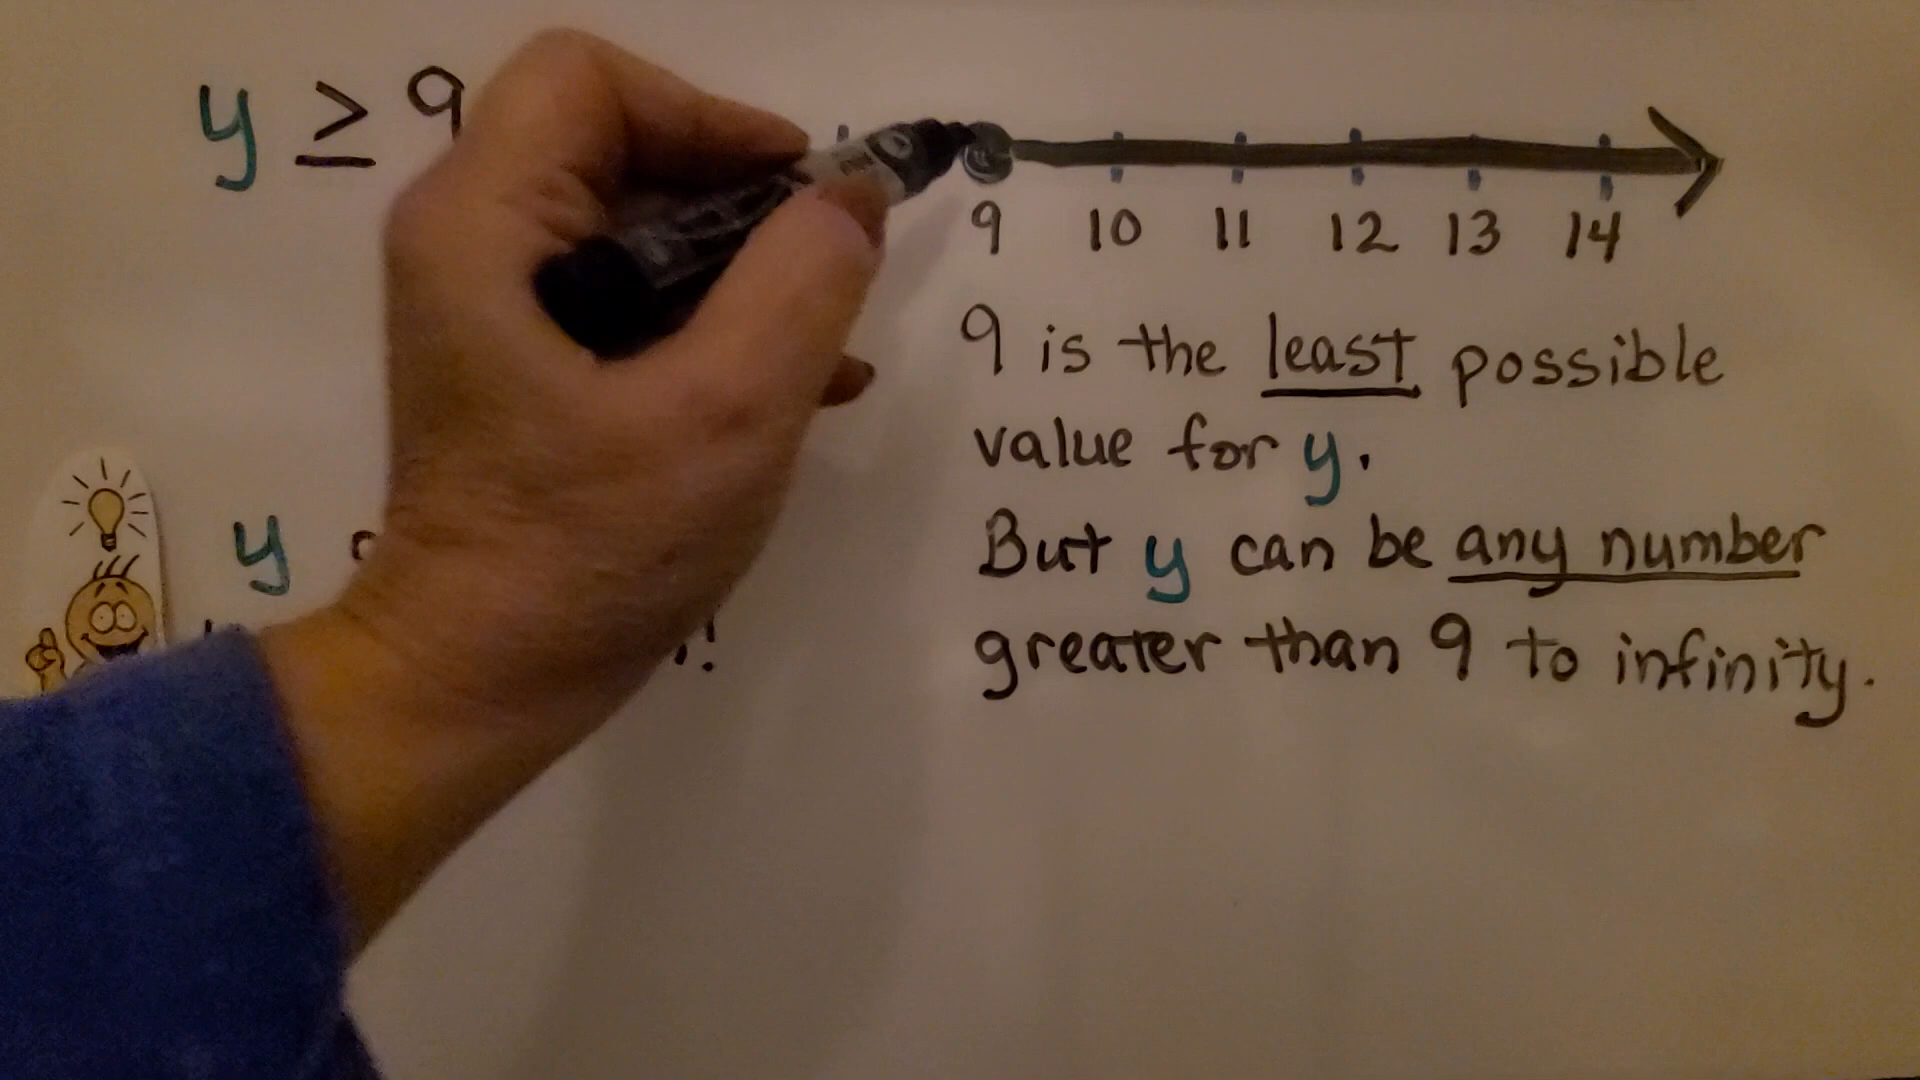 y ≥ 9
9 10 11 12 13 14
9 is the least possible
value for y.
But y can be any number
greater than 9 to infinity.
y